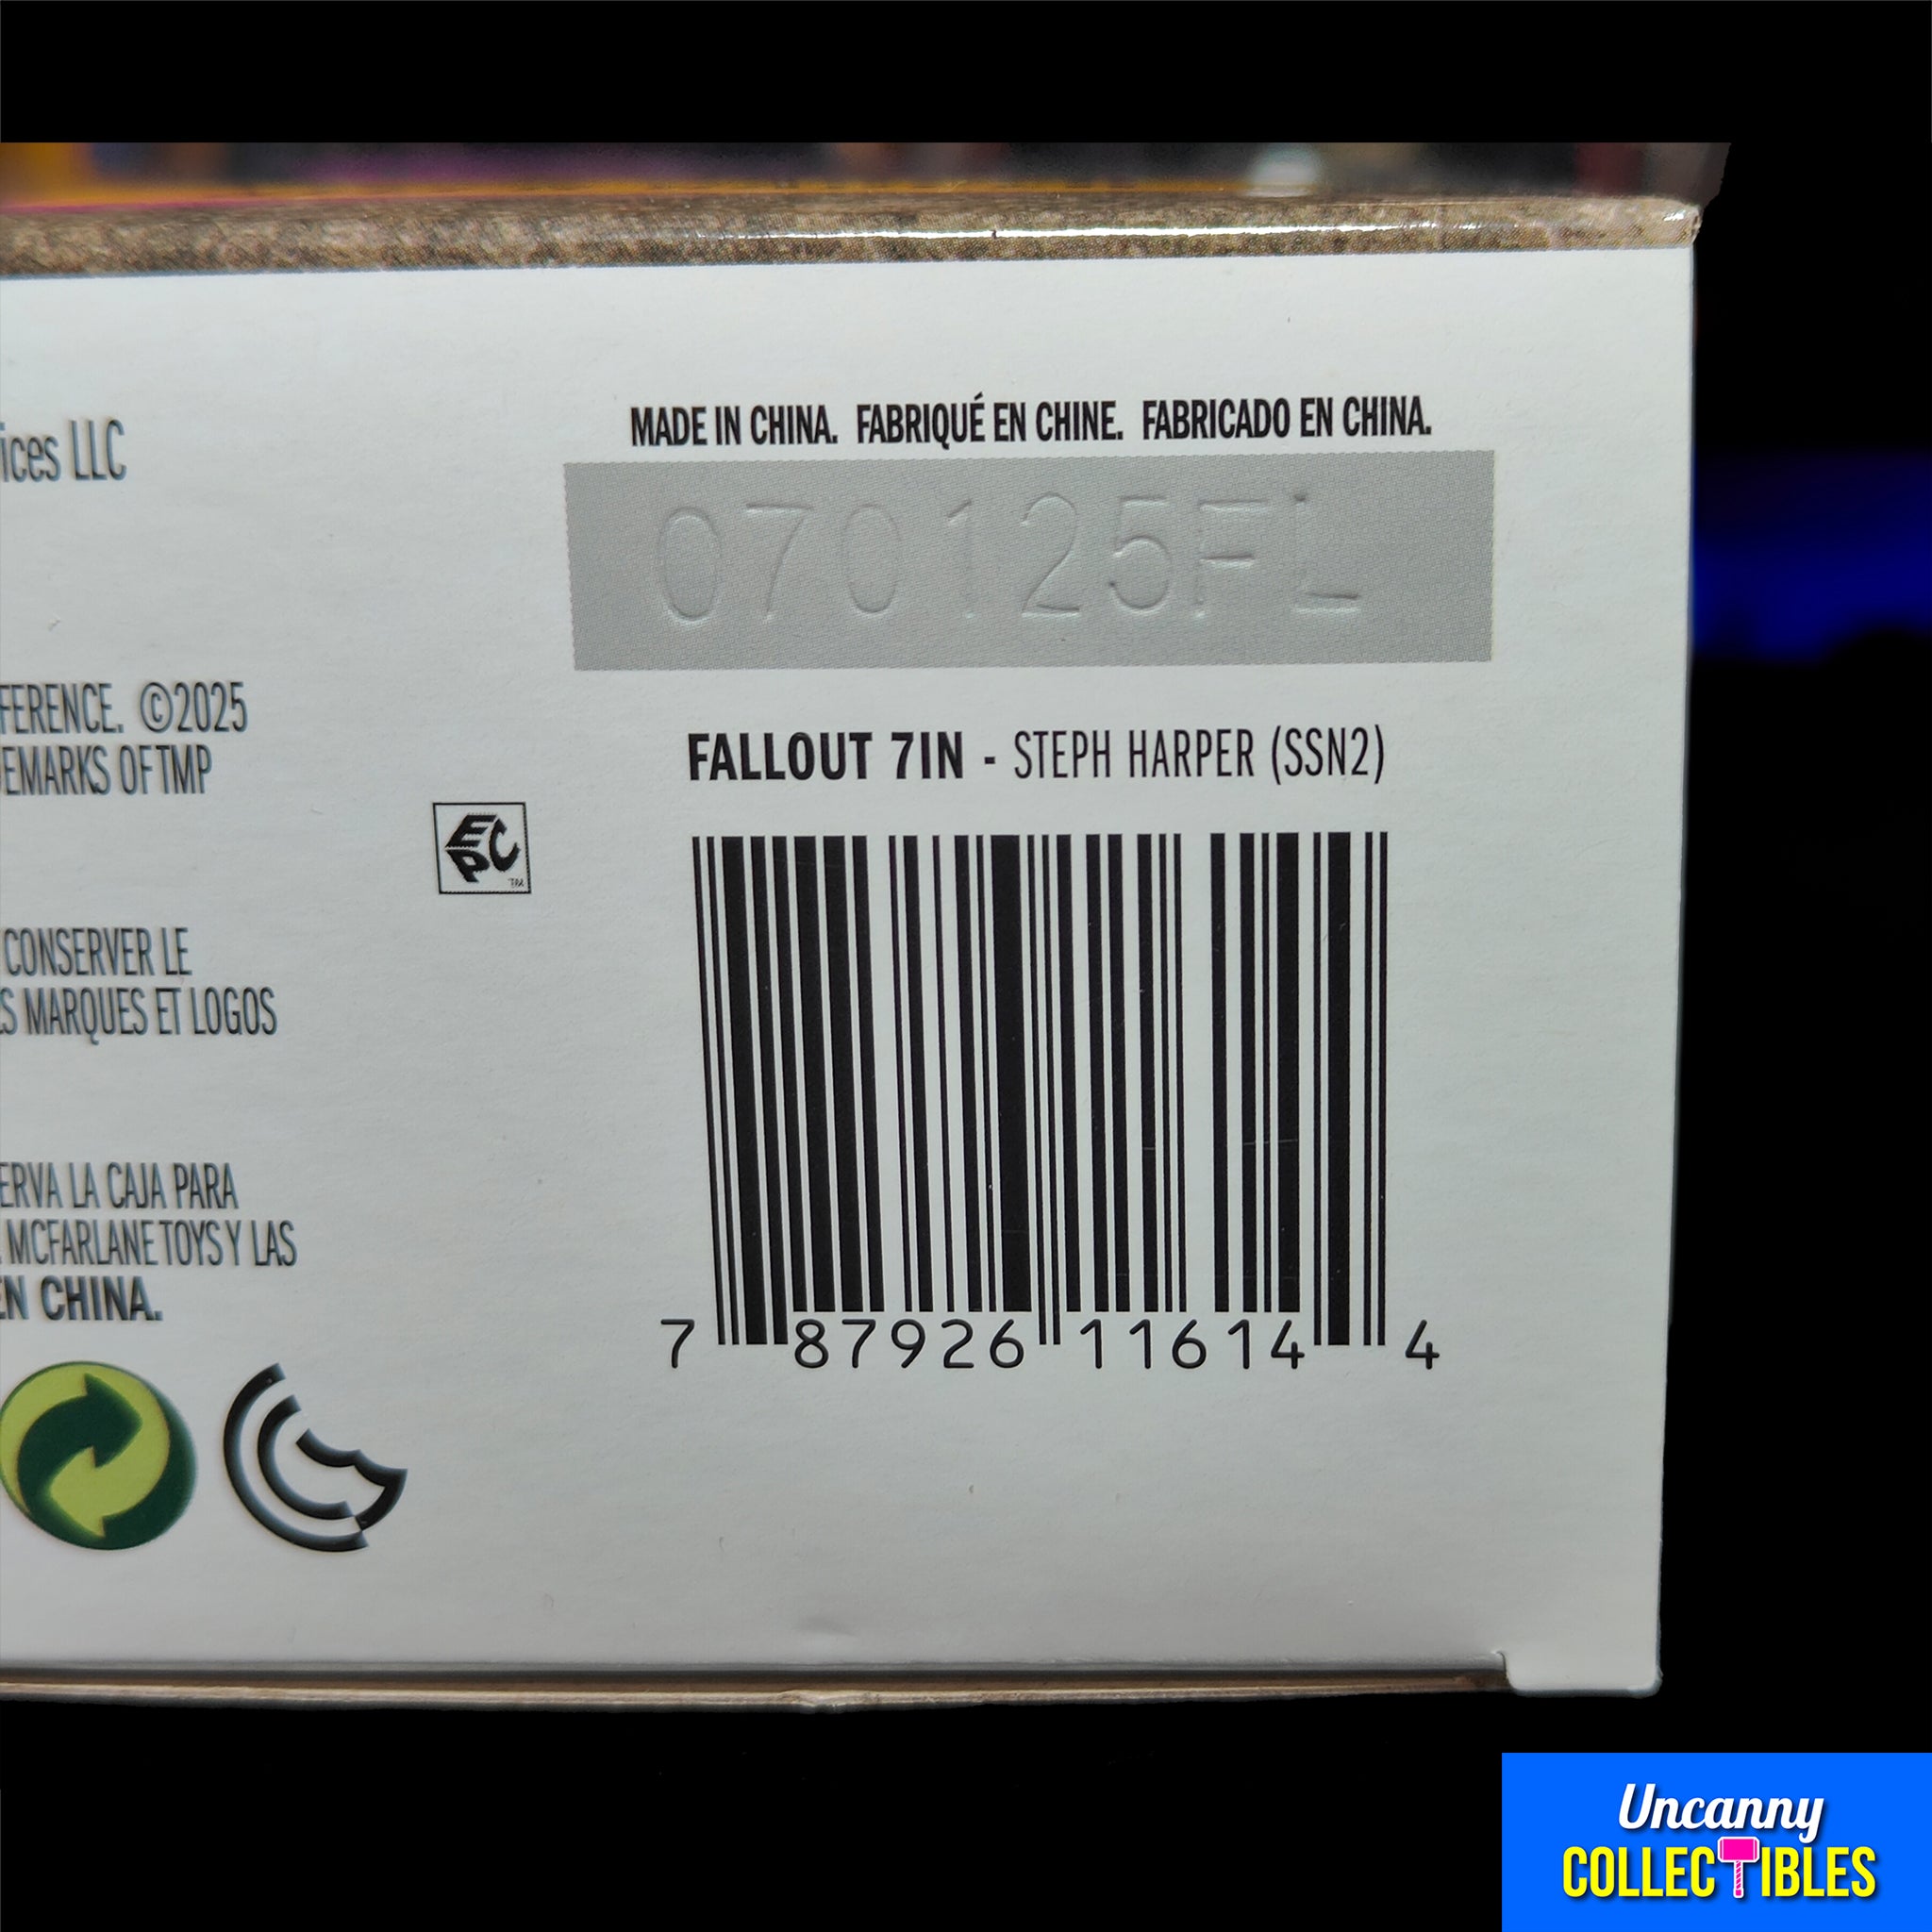 ices LLC
MADE IN CHINA. FABRIQUÉ EN CHINE. FABRICADO EN CHINA.
070125FL
FERENCE. ©2025
EMARKS OF TMP
FALLOUT 7IN - STEPH HARPER (SSN2)
EPC
TM
CONSERVER LE
S MARQUES ET LOGOS
ERVA LA CAJA PARA
MCFARLANE TOYS Y LAS
EN CHINA.
7 87926 11614 4
Uncanny
COLLECTIBLES